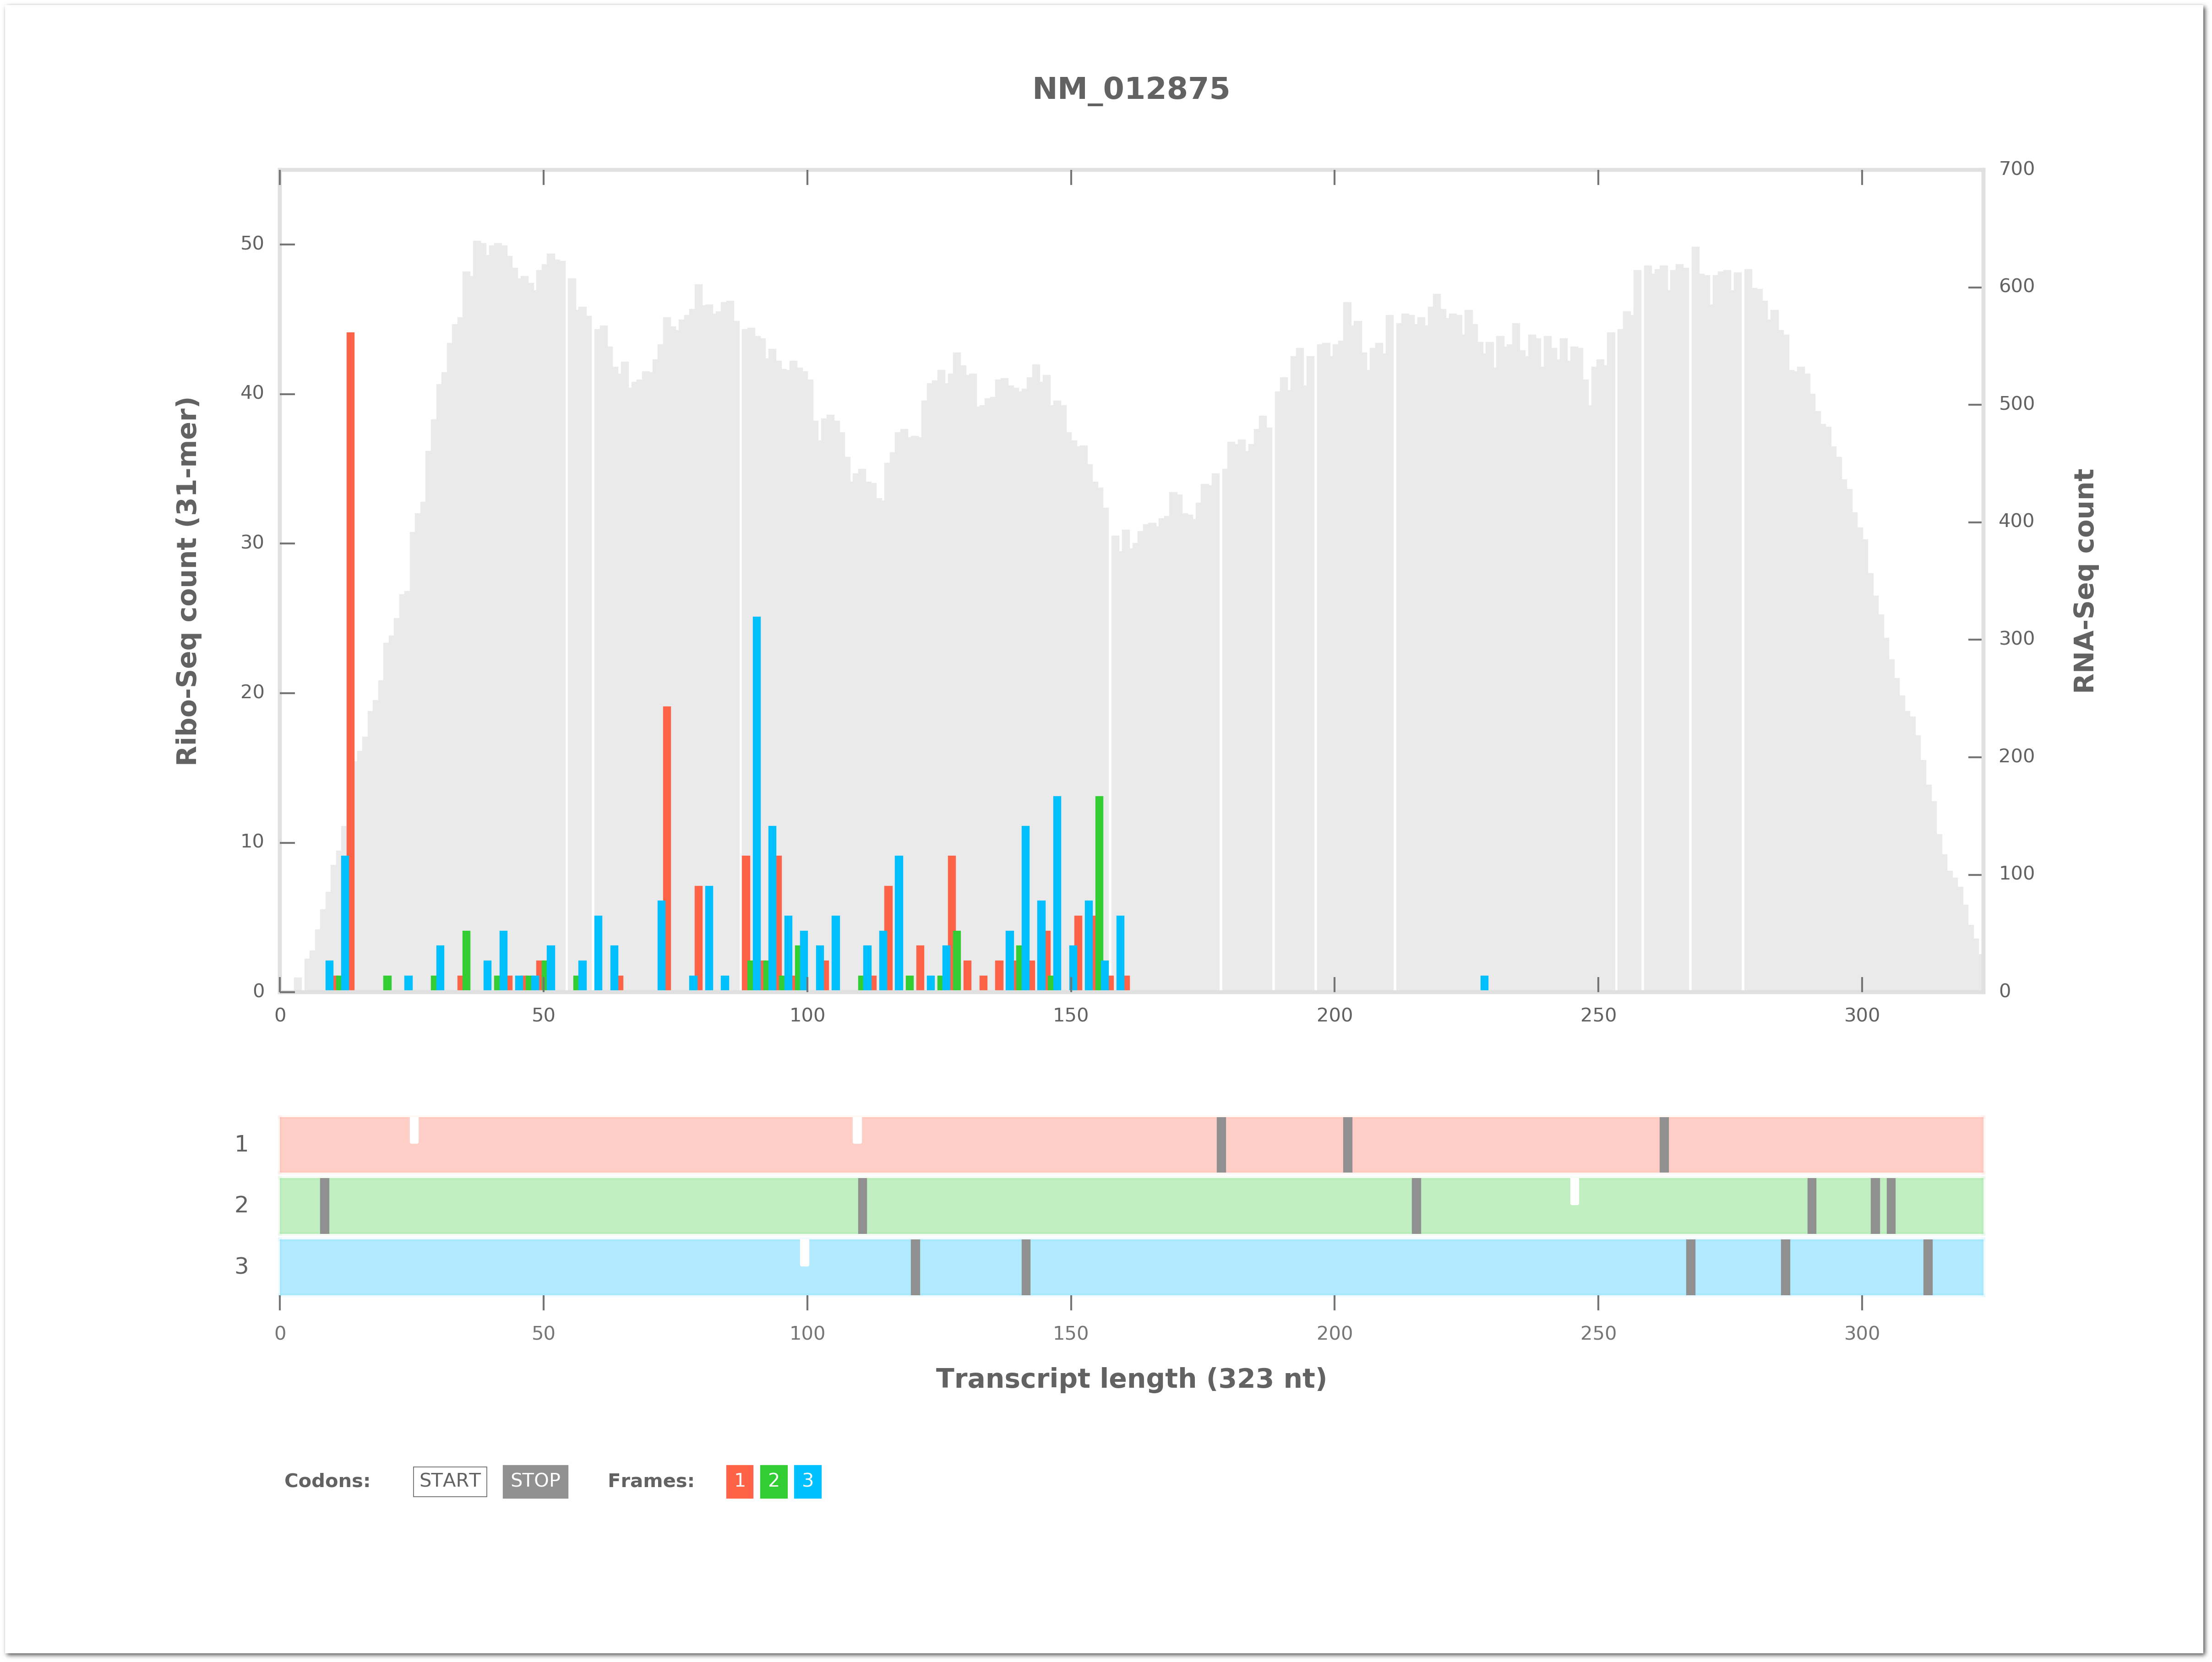 NM_012875
700
50
600
40
500
30
400
300
20
200
10
100
0
0
Ribo-Seq count (31-mer)
RNA-Seq count
0 50 100 150 200 250 300
1
2
3
0 50 100 150 200 250 300
Transcript length (323 nt)
Codons: START STOP Frames: 1 2 3